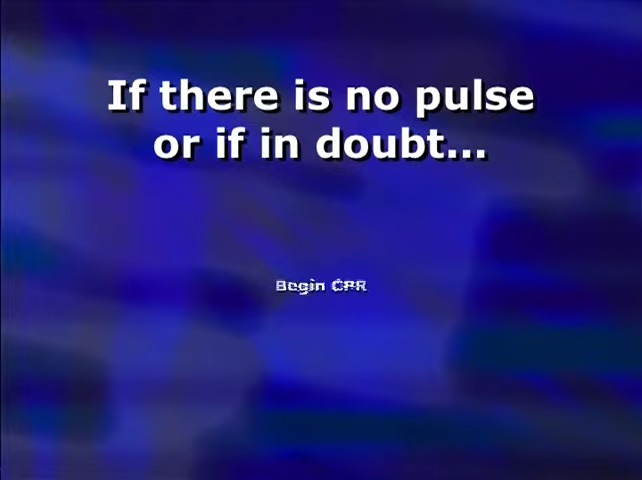 If there is no pulse
or if in doubt...
Begin CPR